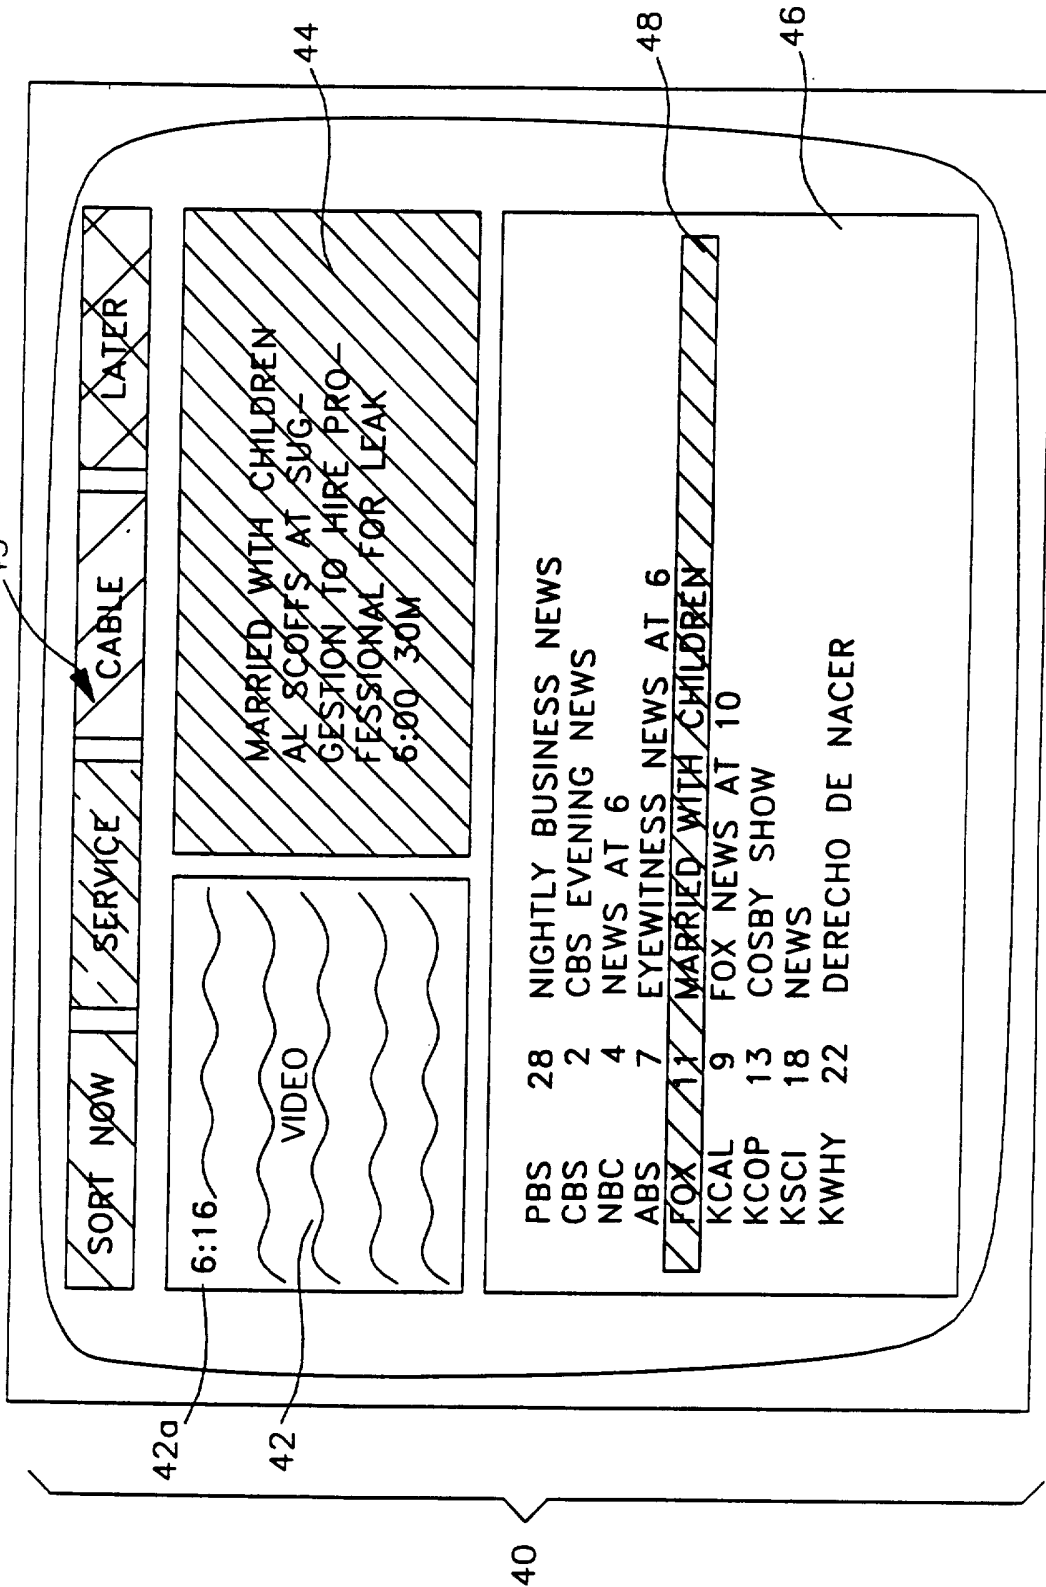 SORT NOW SERVICE CABLE LATER
6:16
VIDEO
MARRIED WITH CHILDREN
AL SCOFFS AT SUG-
GESTION TO HIRE PRO-
FESSIONAL FOR LEAK
6:00 30M
PBS 28 NIGHTLY BUSINESS NEWS
CBS 2 CBS EVENING NEWS
NBC 4 NEWS AT 6
ABS 7 EYEWITNESS NEWS AT 6
FOX 11 MARRIED WITH CHILDREN
KCAL 9 FOX NEWS AT 10
KCOP 13 COSBY SHOW
KSCI 18 NEWS
KWHY 22 DERECHO DE NACER
42a
42
40
44
48
46